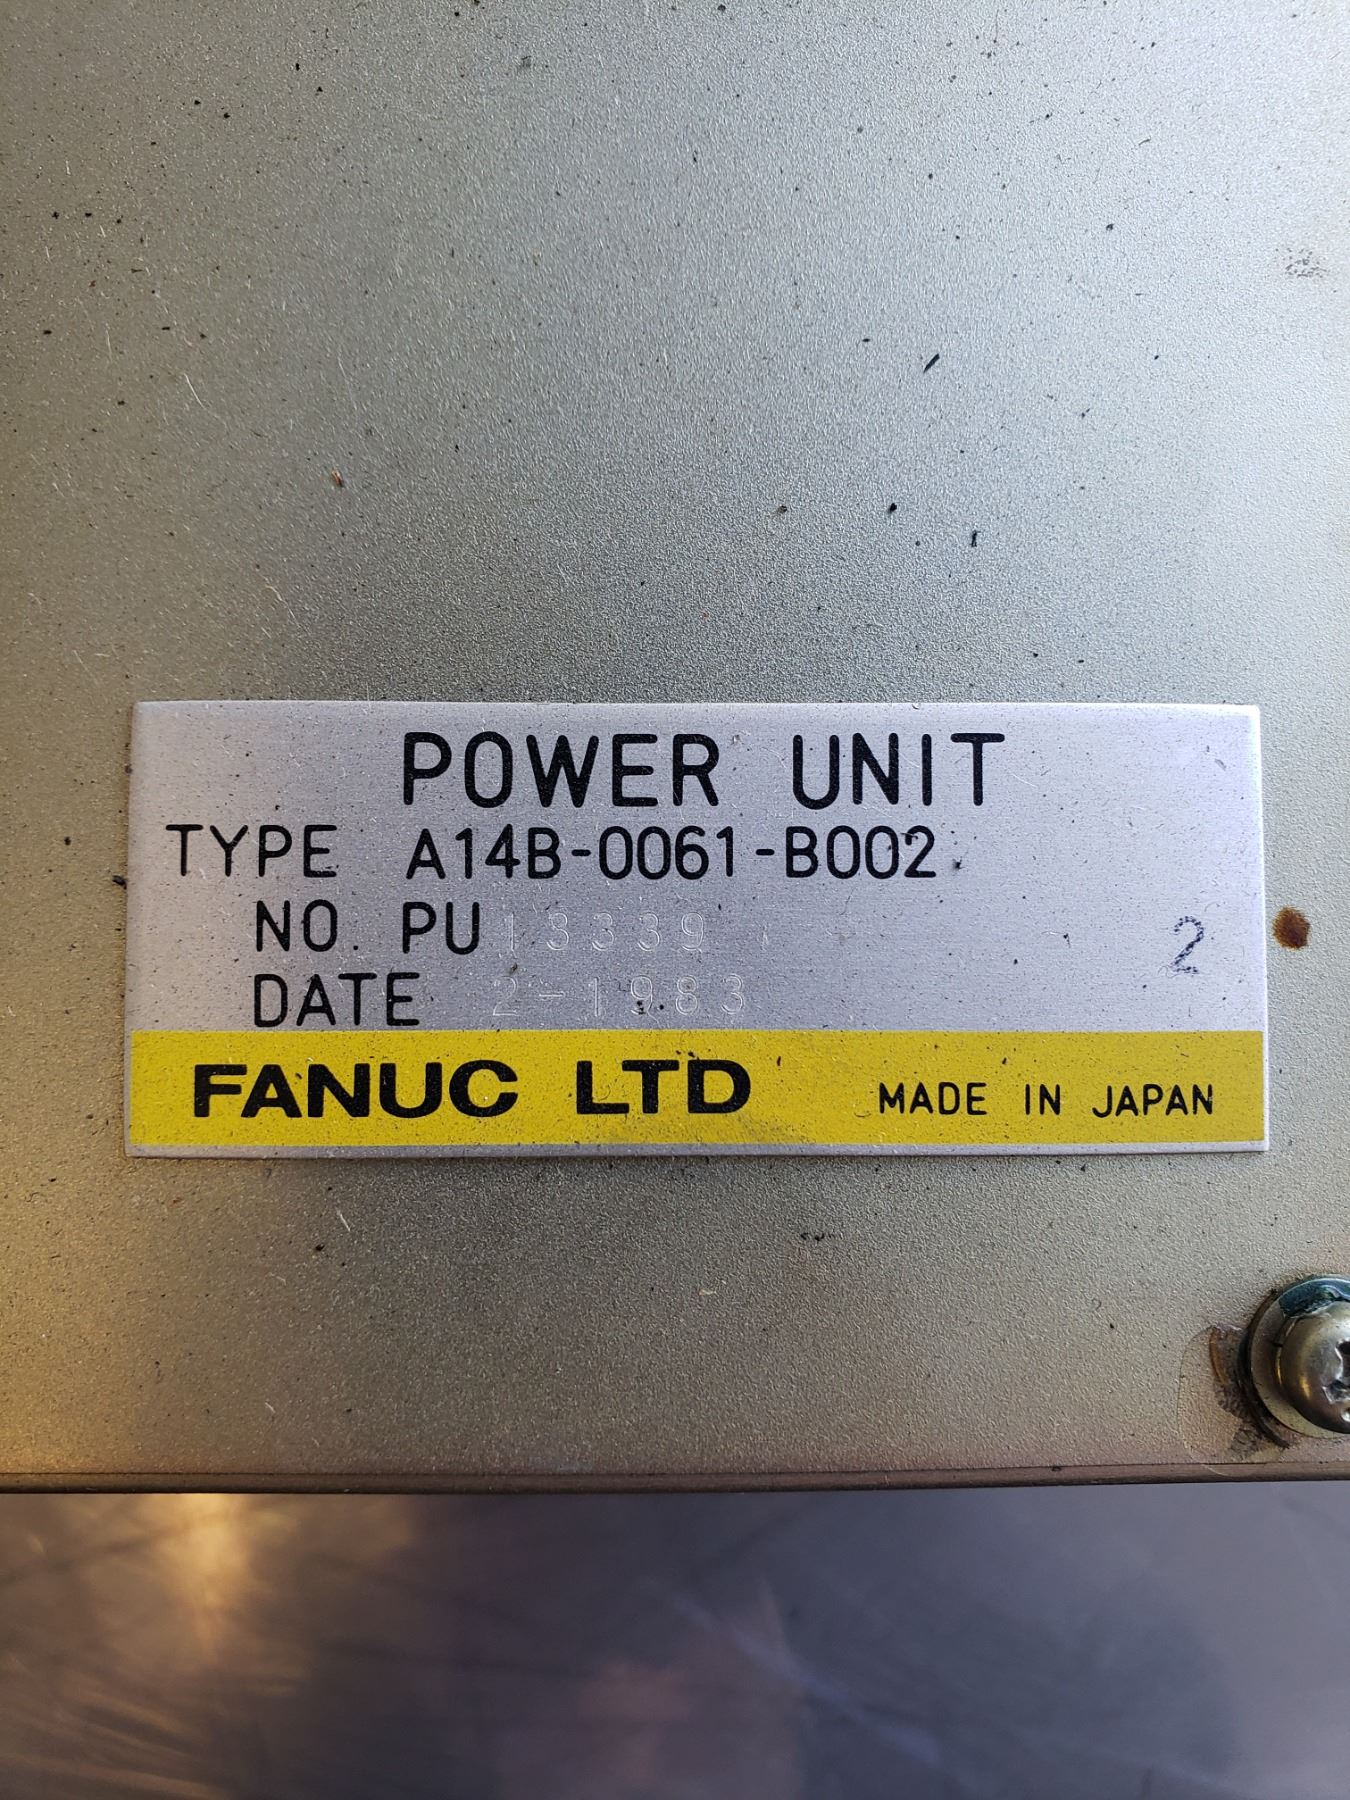 POWER UNIT
TYPE A14B-0061-B002
NO. PU 13339
2
DATE 2-1983
FANUC LTD MADE IN JAPAN